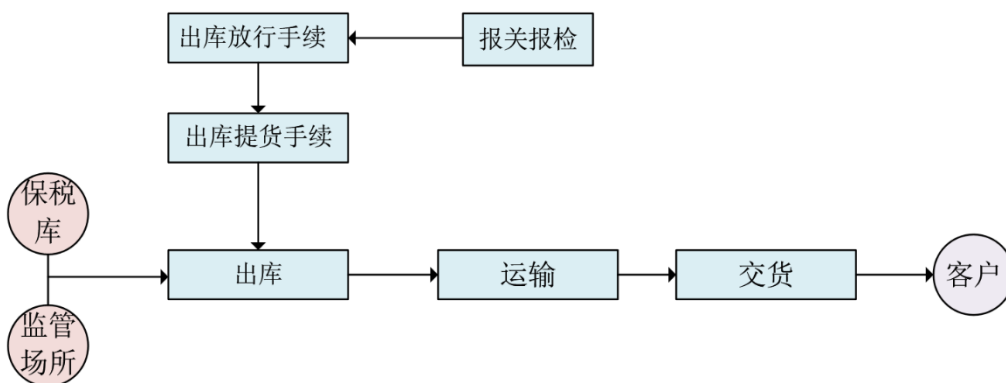 出库放行手续
报关报检
出库提货手续
保税
库
出库
运输
交货
客户
监管
场所